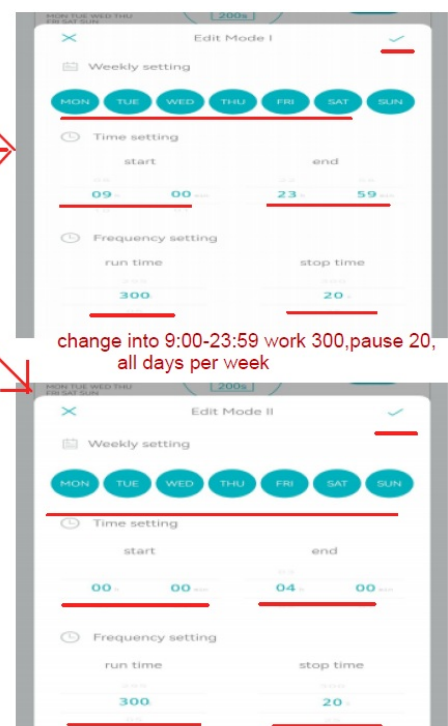 MON TUE WED THU
FRI SAT SUN
200s
Edit Mode I
Weekly setting
MON TUE WED THU FRI SAT SUN
Time setting
start end
09 00 23 59
Frequency setting
run time stop time
300 20
change into 9:00-23:59 work 300,pause 20,
all days per week
MON TUE WED THU
FRI SAT SUN
200s
Edit Mode II
Weekly setting
MON TUE WED THU FRI SAT SUN
Time setting
start end
00 00 04 00
Frequency setting
run time stop time
300 20